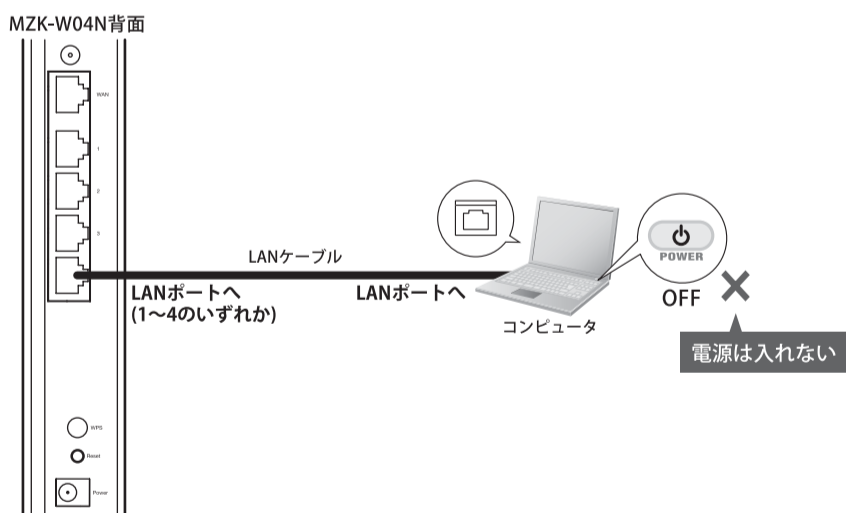 MZK-W04N背面
WAN
1
2
3
LANケーブル
LANポートへ
(1～4のいずれか)
LANポートへ
コンピュータ
POWER
OFF
電源は入れない
WPS
Reset
Power